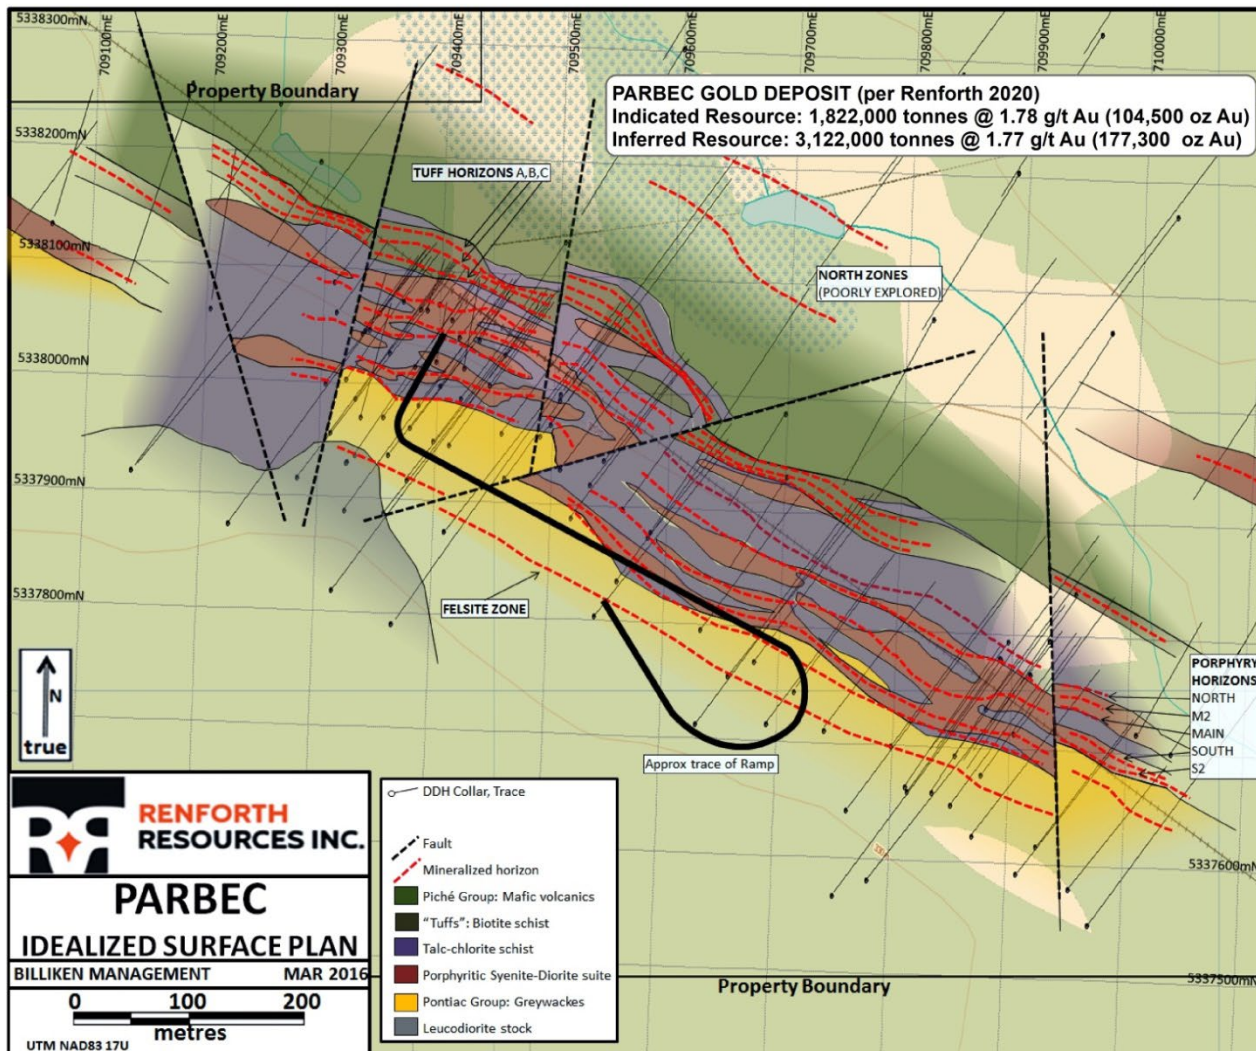 5338300mN
709100mE
709200mE
709300mE
709400mE
709500mE
709600mE
709700mE
709800mE
709900mE
710000mE
Property Boundary
PARBEC GOLD DEPOSIT (per Renforth 2020)
Indicated Resource: 1,822,000 tonnes @ 1.78 g/t Au (104,500 oz Au)
Inferred Resource: 3,122,000 tonnes @ 1.77 g/t Au (177,300 oz Au)
5338200mN
TUFF HORIZONS A,B,C
5338100mN
NORTH ZONES
(POORLY EXPLORED)
5338000mN
5337900mN
5337800mN
FELSITE ZONE
N
true
PORPHYRY
HORIZONS
NORTH
M2
MAIN
SOUTH
S2
Approx trace of Ramp
RENFORTH
RESOURCES INC.
PARBEC
IDEALIZED SURFACE PLAN
BILLIKEN MANAGEMENT MAR 2016
0 100 200
metres
UTM NAD83 17U
DDH Collar, Trace
Fault
Mineralized horizon
Piché Group: Mafic volcanics
“Tuffs”: Biotite schist
Talc-chlorite schist
Porphyritic Syenite-Diorite suite
Pontiac Group: Greywackes
Leucodiorite stock
5337600mN
5337500mN
Property Boundary